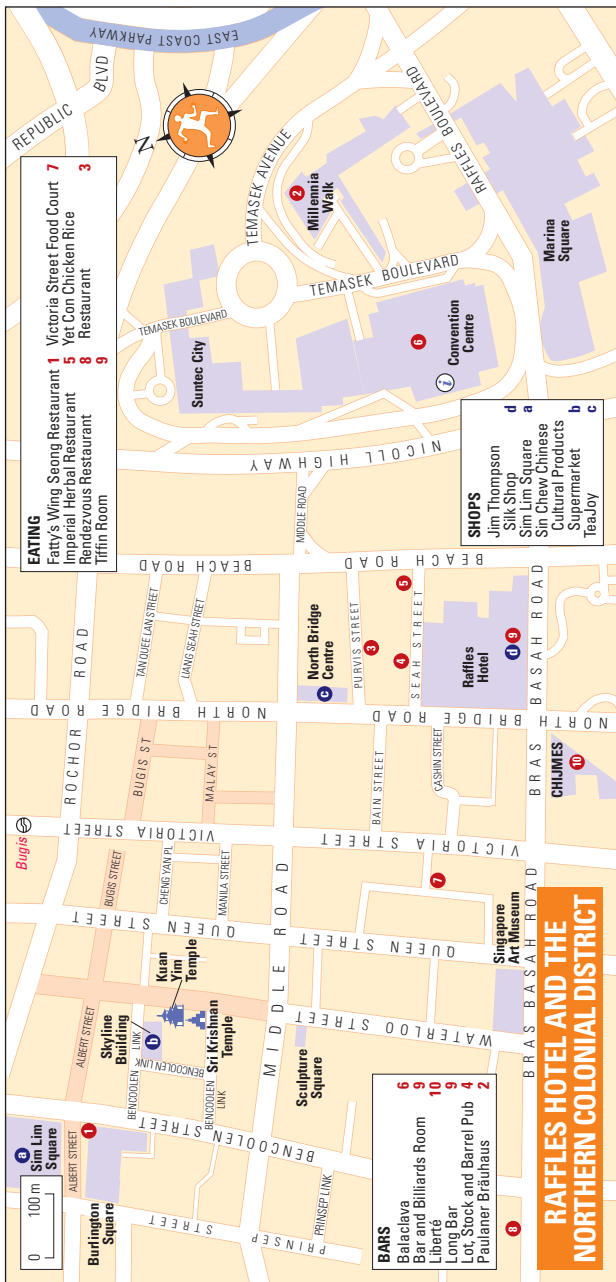 EAST COAST PARKWAY
REPUBLIC BLVD
N
EATING
Fatty's Wing Seong Restaurant 1
Imperial Herbal Restaurant 5
Rendezvous Restaurant 8
Tiffin Room 9
Victoria Street Food Court 7
Yet Con Chicken Rice
Restaurant 3
TEMASEK AVENUE
2
Millennia
Walk
RAFFLES BOULEVARD
Marina
Square
TEMASEK BOULEVARD
TEMASEK BOULEVARD
Suntec City
6
Convention
Centre
i
NICOLL HIGHWAY
MIDDLE ROAD
SHOPS
Jim Thompson
Silk Shop d
Sim Lim Square a
Sin Chew Chinese
Cultural Products
Supermarket b
TeaJoy c
BEACH ROAD
BEACH ROAD
ROCHOR ROAD
TAN QUEE LAN STREET
LIANG SEAH STREET
North Bridge
Centre
c
PURVIS STREET
3
4
5
SEAH STREET
Raffles
Hotel
d
9
NORTH BRIDGE ROAD
NORTH BRIDGE ROAD
BRAS BASAH ROAD
CHIJMES
10
Bugis
BUGIS ST
MALAY ST
BAIN STREET
CASHIN STREET
VICTORIA STREET
VICTORIA STREET
BUGIS STREET
CHENG YAN PL
MANILA STREET
7
QUEEN STREET
QUEEN STREET
Singapore
Art Museum
BRAS BASAH ROAD
Kuan
Yim
Temple
Skyline
Building
b
Sri Krishnan
Temple
MIDDLE ROAD
Sculpture
Square
WATERLOO STREET
ALBERT STREET
BENCOOLEN LINK
BENCOOLEN LINK
BENCOOLEN LINK
BENCOOLEN STREET
a
Sim Lim
Square
1
ALBERT STREET
Burlington
Square
PRINSEP LINK
PRINSEP STREET
0 100 m
BARS
Balaclava 6
Bar and Billiards Room 9
Liberté 10
Long Bar 9
Lot, Stock and Barrel Pub 4
Paulaner Bräuhaus 2
8
RAFFLES HOTEL AND THE
NORTHERN COLONIAL DISTRICT